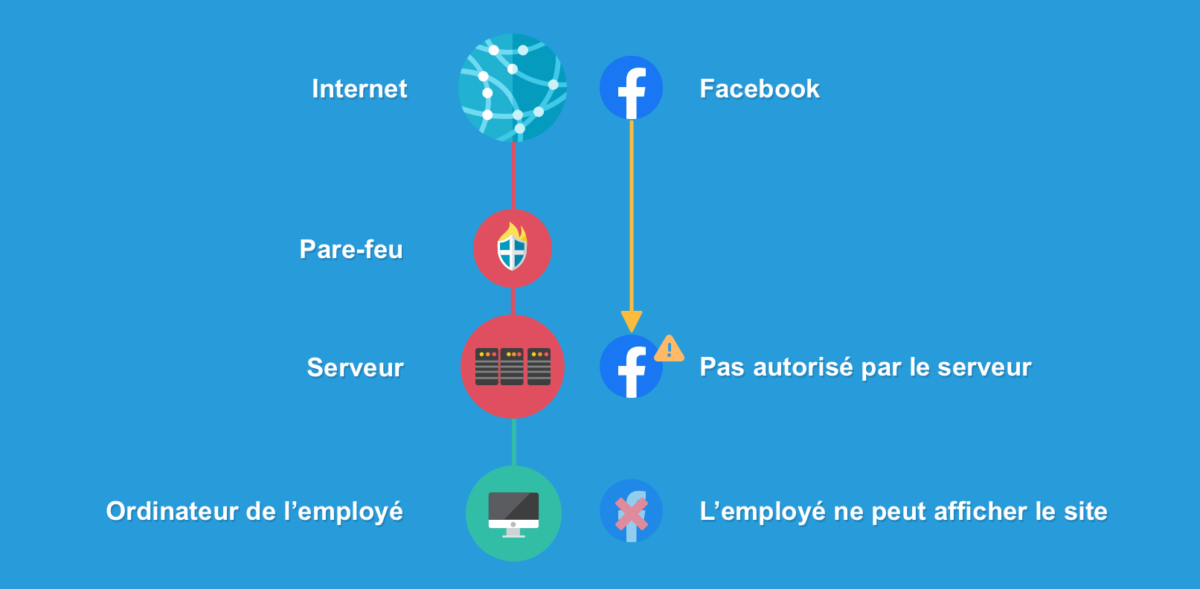 Internet
Facebook
Pare-feu
Serveur
Pas autorisé par le serveur
Ordinateur de l’employé
L’employé ne peut afficher le site